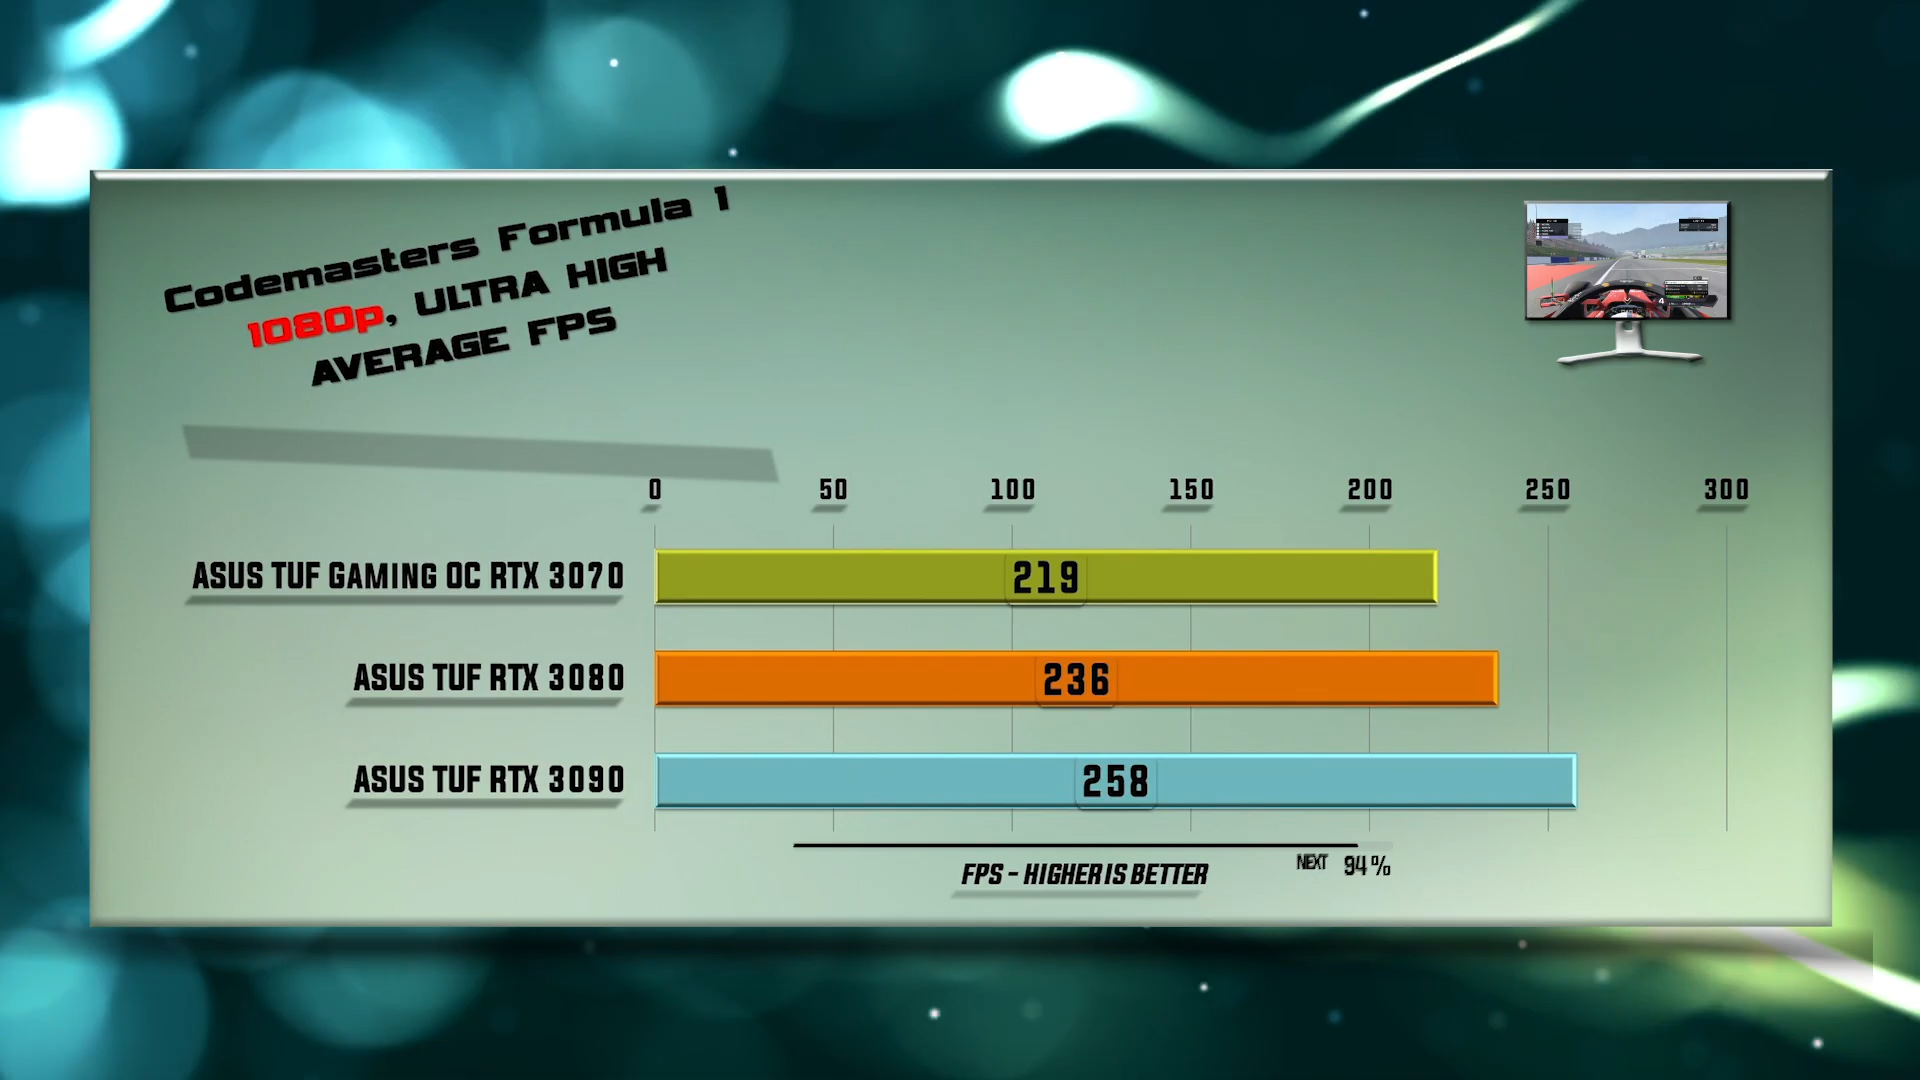 Codemasters Formula 1
1080p, ULTRA HIGH
AVERAGE FPS
0 50 100 150 200 250 300
ASUS TUF GAMING OC RTX 3070 219
ASUS TUF RTX 3080 236
ASUS TUF RTX 3090 258
FPS - HIGHER IS BETTER
NEXT 94%